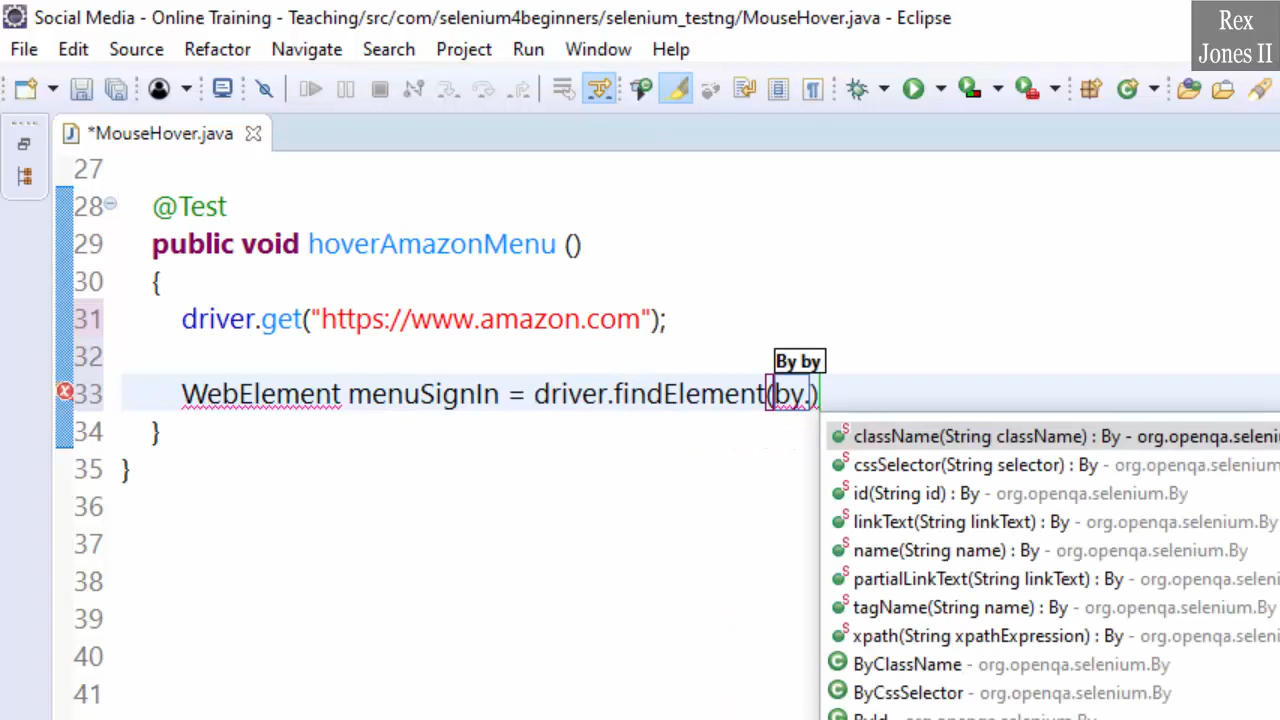 Social Media - Online Training - Teaching/src/com/selenium4beginners/selenium_testng/MouseHover.java - Eclipse
Rex
Jones II
File Edit Source Refactor Navigate Search Project Run Window Help
*MouseHover.java
27
28 @Test
29 public void hoverAmazonMenu ()
30 {
31 driver.get("https://www.amazon.com");
32
By by
33 WebElement menuSignIn = driver.findElement(by.)
34 }
35 }
36
37
38
39
40
41
className(String className) : By - org.openqa.seleni
cssSelector(String selector) : By - org.openqa.selenium
id(String id) : By - org.openqa.selenium.By
linkText(String linkText) : By - org.openqa.selenium.By
name(String name) : By - org.openqa.selenium.By
partialLinkText(String linkText) : By - org.openqa.selenium
tagName(String name) : By - org.openqa.selenium.By
xpath(String xpathExpression) : By - org.openqa.selenium
ByClassName - org.openqa.selenium.By
ByCssSelector - org.openqa.selenium.By